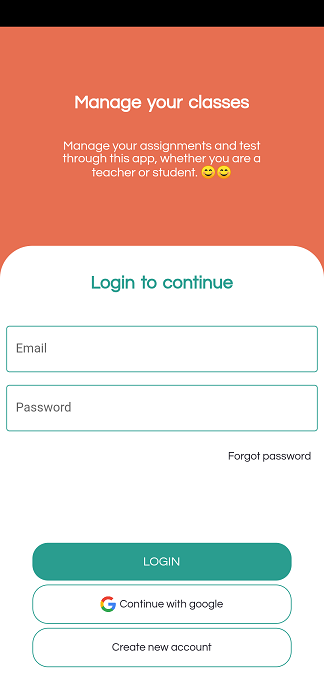 Manage your classes
Manage your assignments and test
through this app, whether you are a
teacher or student. 😊😊
Login to continue
Email
Password
Forgot password
LOGIN
Continue with google
Create new account